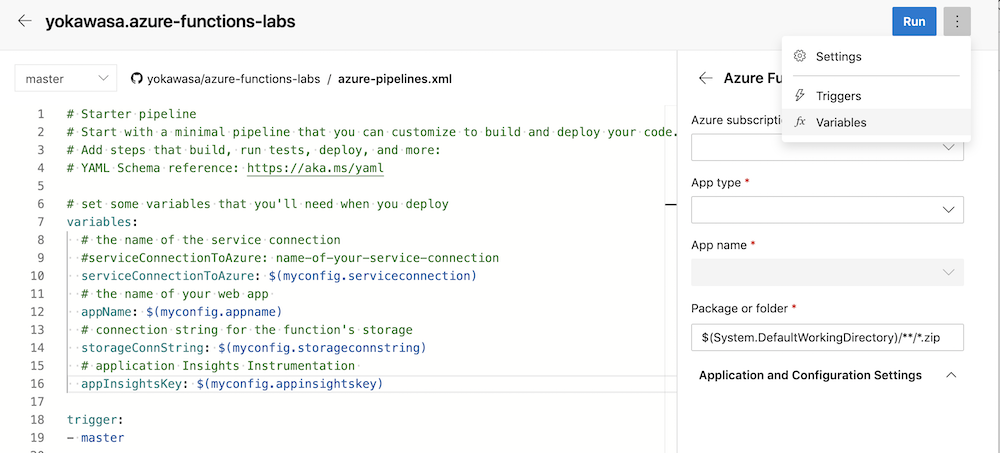 yokawasa.azure-functions-labs
Run
Settings
Triggers
fx Variables
master
yokawasa/azure-functions-labs / azure-pipelines.xml
1 # Starter pipeline
2 # Start with a minimal pipeline that you can customize to build and deploy your code.
3 # Add steps that build, run tests, deploy, and more:
4 # YAML Schema reference: https://aka.ms/yaml
5
6 # set some variables that you'll need when you deploy
7 variables:
8 # the name of the service connection
9 #serviceConnectionToAzure: name-of-your-service-connection
10 serviceConnectionToAzure: $(myconfig.serviceconnection)
11 # the name of your web app
12 appName: $(myconfig.appname)
13 # connection string for the function's storage
14 storageConnString: $(myconfig.storageconnstring)
15 # application Insights Instrumentation
16 appInsightsKey: $(myconfig.appinsightskey)
17
18 trigger:
19 - master
Azure Fu
Azure subscripti
App type *
App name *
Package or folder *
$(System.DefaultWorkingDirectory)/**/*.zip
Application and Configuration Settings